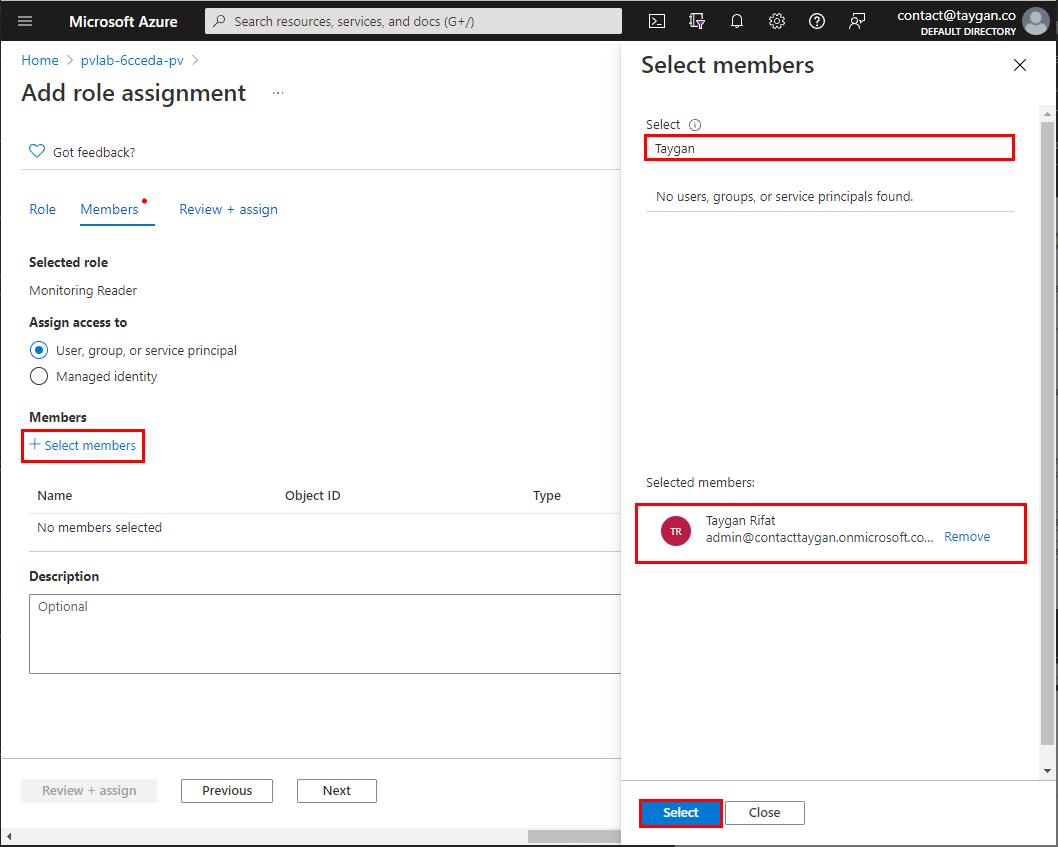 Microsoft Azure
Search resources, services, and docs (G+/)
contact@taygan.co
DEFAULT DIRECTORY
Home > pvlab-6cceda-pv >
Add role assignment ...
Got feedback?
Role Members Review + assign
Selected role
Monitoring Reader
Assign access to
User, group, or service principal
Managed identity
Members
+ Select members
Name Object ID Type
No members selected
Description
Optional
Review + assign Previous Next
Select members
Select
Taygan
No users, groups, or service principals found.
Selected members:
TR
Taygan Rifat
admin@contacttaygan.onmicrosoft.co... Remove
Select Close